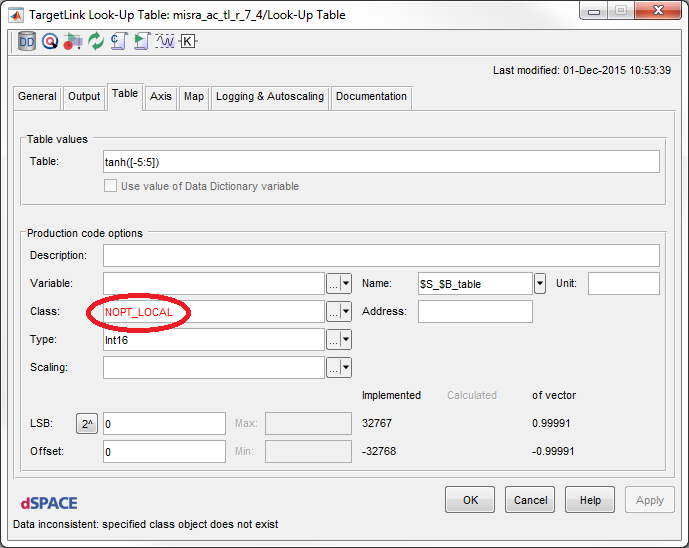 TargetLink Look-Up Table: misra_ac_tl_r_7_4/Look-Up Table
DD
Last modified: 01-Dec-2015 10:53:39
General Output Table Axis Map Logging & Autoscaling Documentation
Table values
Table: tanh([-5:5])
Use value of Data Dictionary variable
Production code options
Description:
Variable: ... Name: $S_$B_table Unit:
Class: NOPT_LOCAL ... Address:
Type: Int16 ...
Scaling: ...
Implemented Calculated of vector
LSB: 2^ 0 Max: 32767 0.99991
Offset: 0 Min: -32768 -0.99991
dSPACE
OK Cancel Help Apply
Data inconsistent: specified class object does not exist